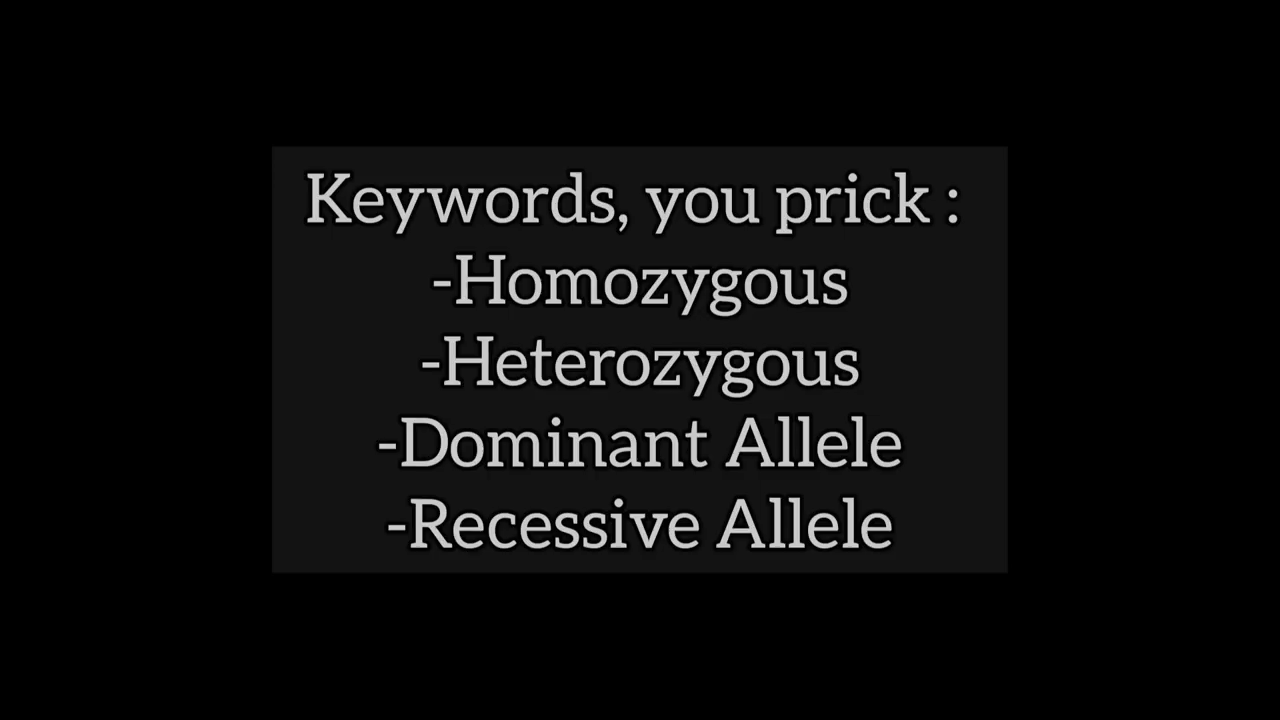 Keywords, you prick :
-Homozygous
-Heterozygous
-Dominant Allele
-Recessive Allele